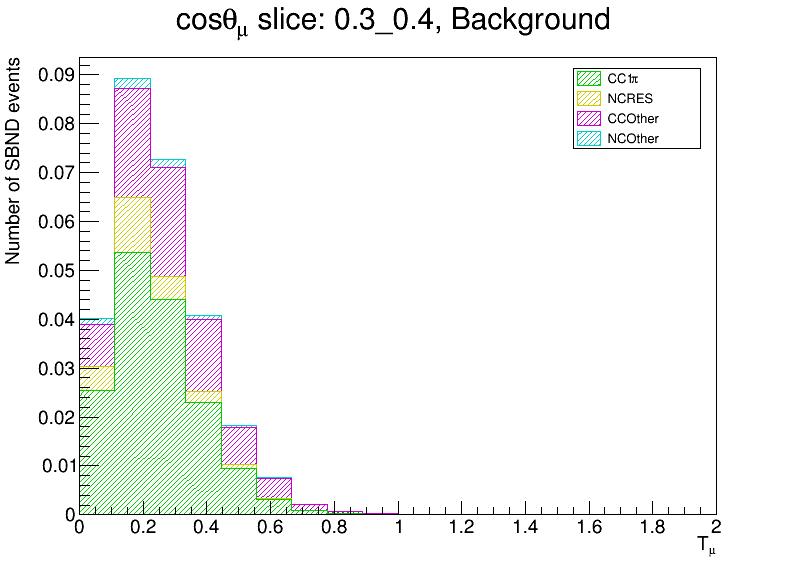 cosθμ slice: 0.3_0.4, Background
Number of SBND events
0.09
0.08
0.07
0.06
0.05
0.04
0.03
0.02
0.01
0
CC1π
NCRES
CCOther
NCOther
0 0.2 0.4 0.6 0.8 1 1.2 1.4 1.6 1.8 2
Tμ